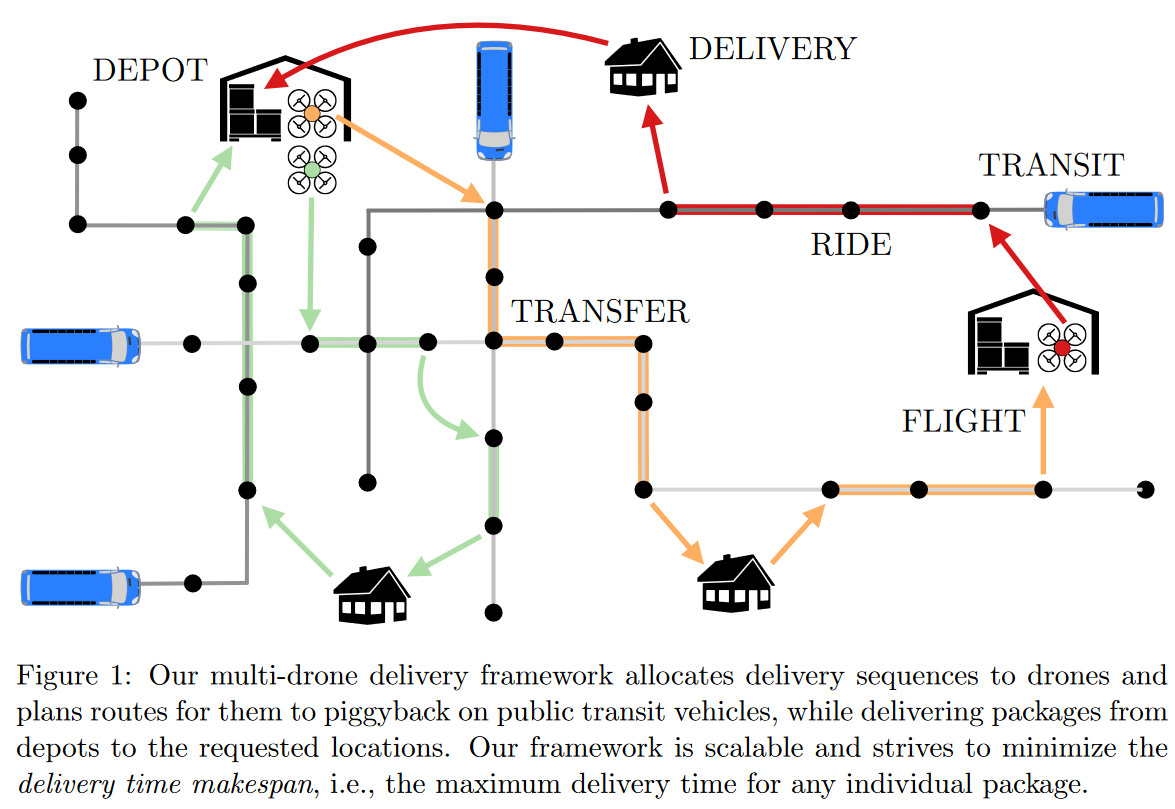 DELIVERY
DEPOT
TRANSIT
RIDE
TRANSFER
FLIGHT
Figure 1: Our multi-drone delivery framework allocates delivery sequences to drones and
plans routes for them to piggyback on public transit vehicles, while delivering packages from
depots to the requested locations. Our framework is scalable and strives to minimize the
delivery time makespan, i.e., the maximum delivery time for any individual package.